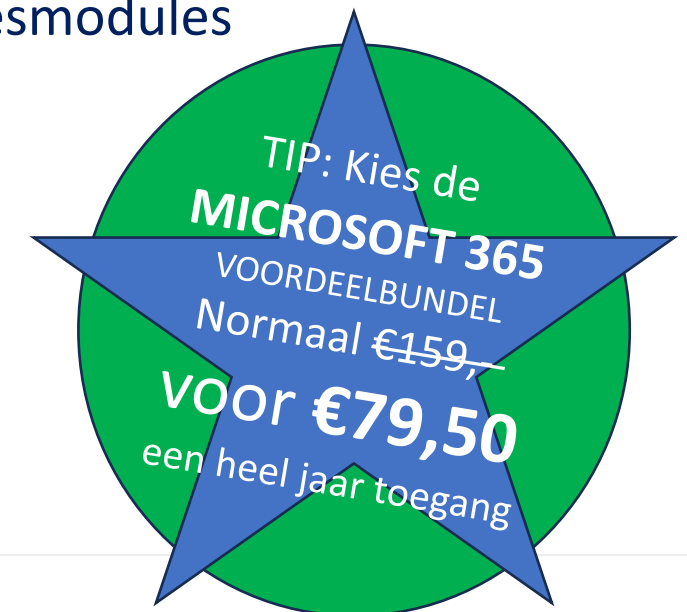 esmodules
TIP: Kies de
MICROSOFT 365
VOORDEELBUNDEL
Normaal €159,-
voor €79,50
een heel jaar toegang